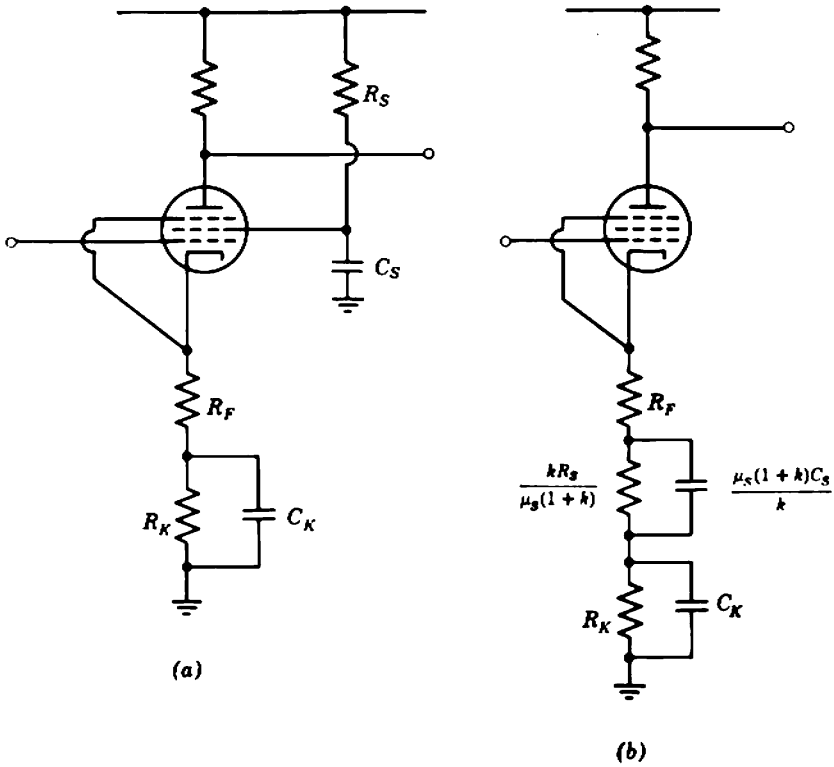 R_S
C_S
R_F
R_K
C_K
(a)
R_F
kR_s / μ_s(1 + k)
μ_s(1 + k)C_s / k
R_K
C_K
(b)